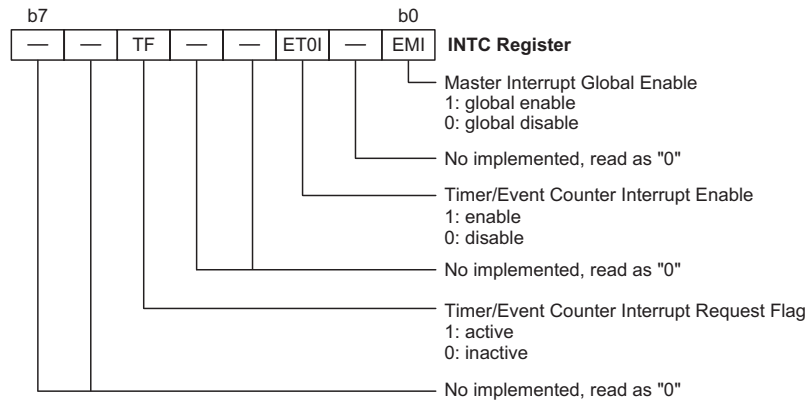 b7 b0
— — TF — — ET0I — EMI INTC Register
Master Interrupt Global Enable
1: global enable
0: global disable
No implemented, read as "0"
Timer/Event Counter Interrupt Enable
1: enable
0: disable
No implemented, read as "0"
Timer/Event Counter Interrupt Request Flag
1: active
0: inactive
No implemented, read as "0"